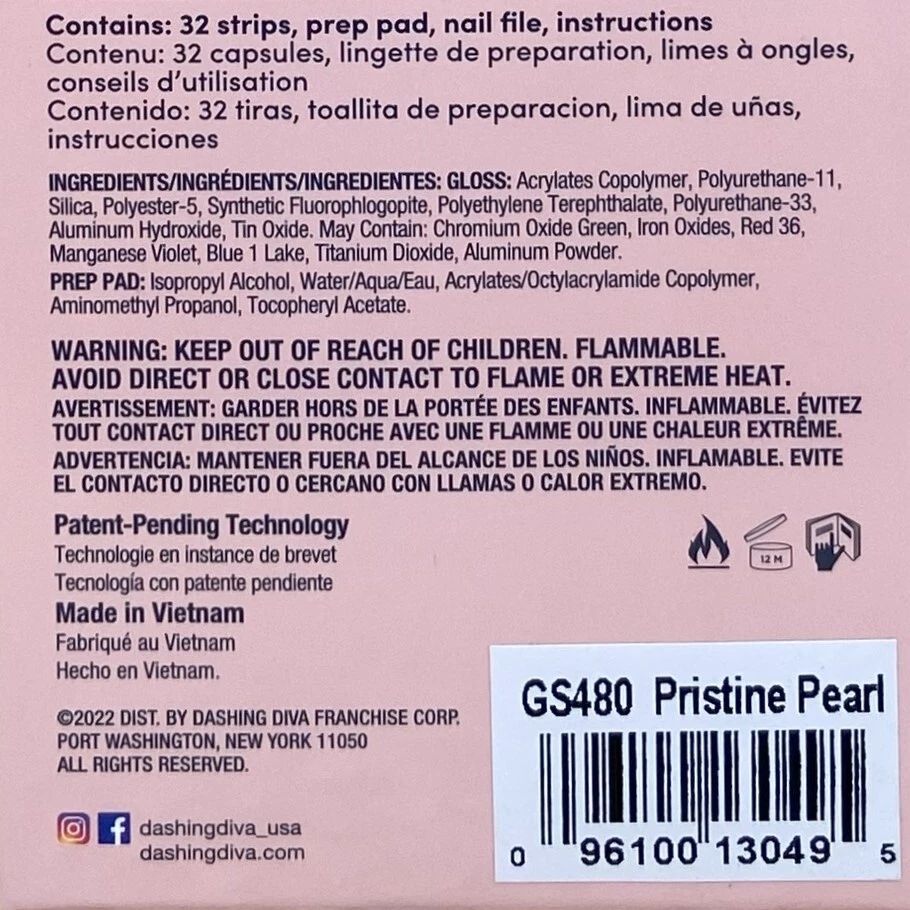 Contains: 32 strips, prep pad, nail file, instructions
Contenu: 32 capsules, lingette de preparation, limes à ongles,
conseils d'utilisation
Contenido: 32 tiras, toallita de preparacion, lima de uñas,
instrucciones
INGREDIENTS/INGRÉDIENTS/INGREDIENTES: GLOSS: Acrylates Copolymer, Polyurethane-11,
Silica, Polyester-5, Synthetic Fluorophlogopite, Polyethylene Terephthalate, Polyurethane-33,
Aluminum Hydroxide, Tin Oxide. May Contain: Chromium Oxide Green, Iron Oxides, Red 36,
Manganese Violet, Blue 1 Lake, Titanium Dioxide, Aluminum Powder.
PREP PAD: Isopropyl Alcohol, Water/Aqua/Eau, Acrylates/Octylacrylamide Copolymer,
Aminomethyl Propanol, Tocopheryl Acetate.
WARNING: KEEP OUT OF REACH OF CHILDREN. FLAMMABLE.
AVOID DIRECT OR CLOSE CONTACT TO FLAME OR EXTREME HEAT.
AVERTISSEMENT: GARDER HORS DE LA PORTÉE DES ENFANTS. INFLAMMABLE. ÉVITEZ
TOUT CONTACT DIRECT OU PROCHE AVEC UNE FLAMME OU UNE CHALEUR EXTRÊME.
ADVERTENCIA: MANTENER FUERA DEL ALCANCE DE LOS NIÑOS. INFLAMABLE. EVITE
EL CONTACTO DIRECTO O CERCANO CON LLAMAS O CALOR EXTREMO.
Patent-Pending Technology
Technologie en instance de brevet
Tecnología con patente pendiente
12 M
Made in Vietnam
Fabriqué au Vietnam
Hecho en Vietnam.
©2022 DIST. BY DASHING DIVA FRANCHISE CORP.
PORT WASHINGTON, NEW YORK 11050
ALL RIGHTS RESERVED.
dashingdiva_usa
dashingdiva.com
GS480 Pristine Pearl
0 96100 13049 5